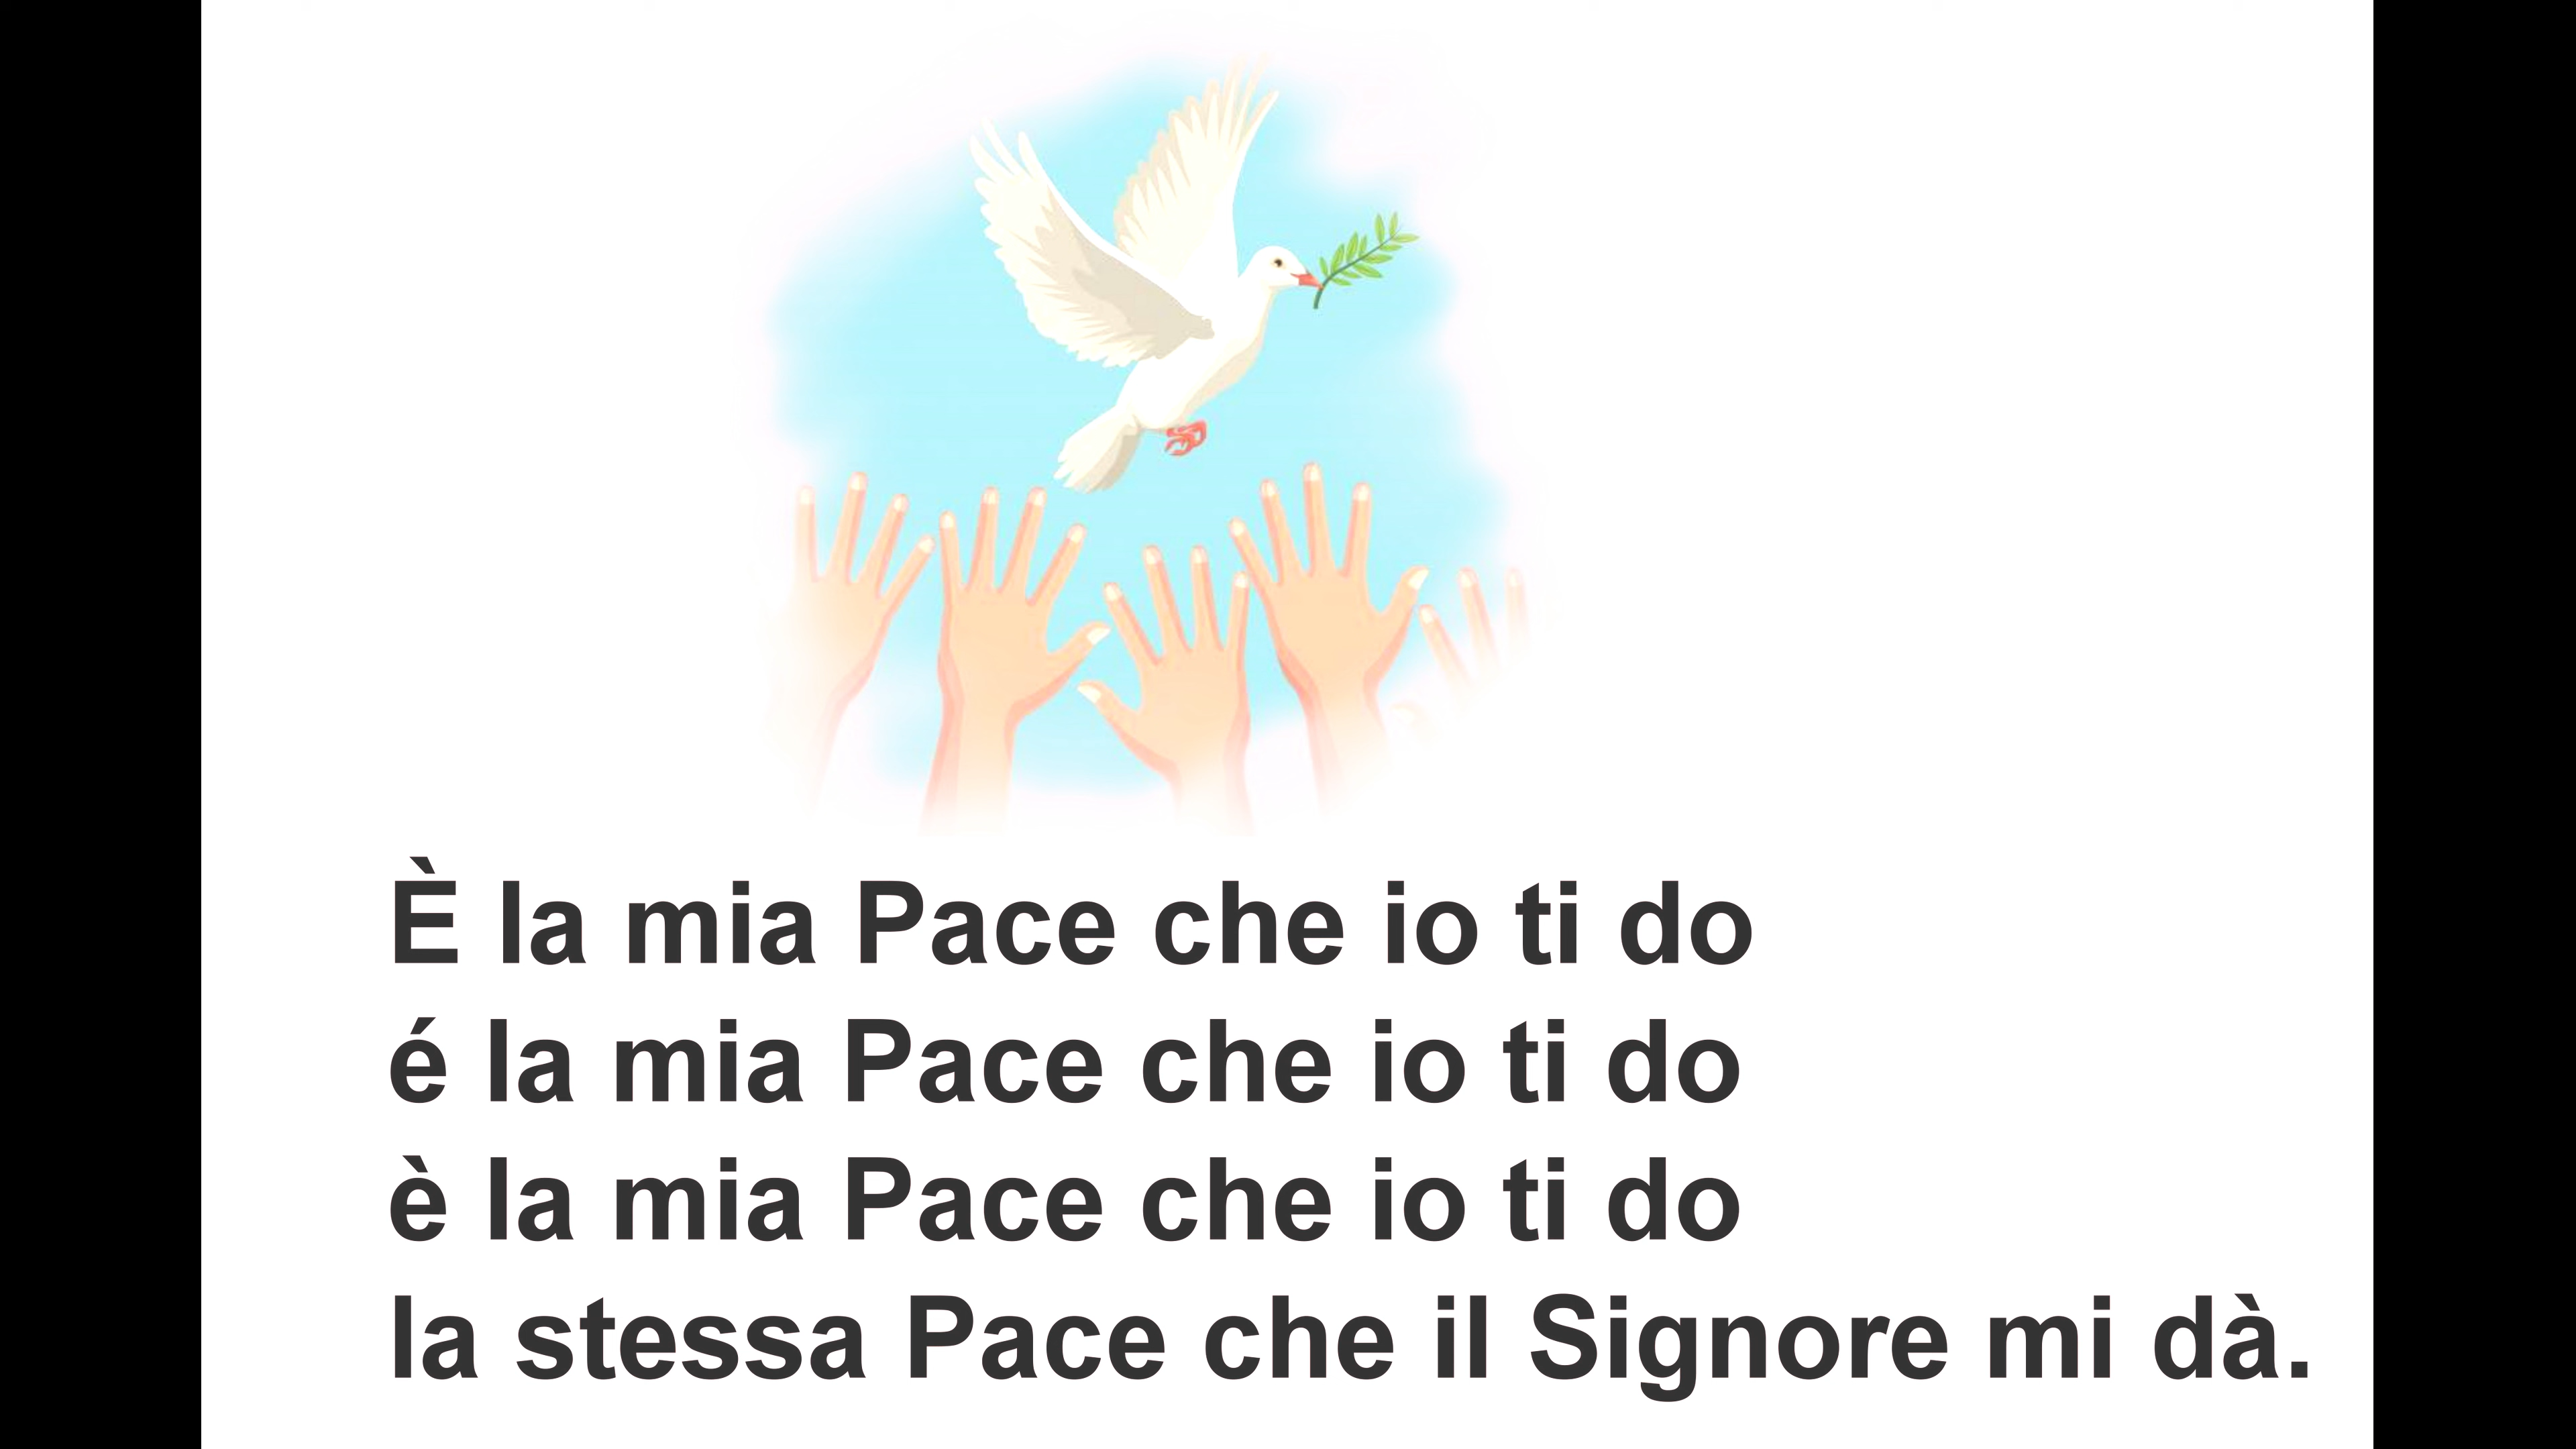 È la mia Pace che io ti do
é la mia Pace che io ti do
è la mia Pace che io ti do
la stessa Pace che il Signore mi dà.